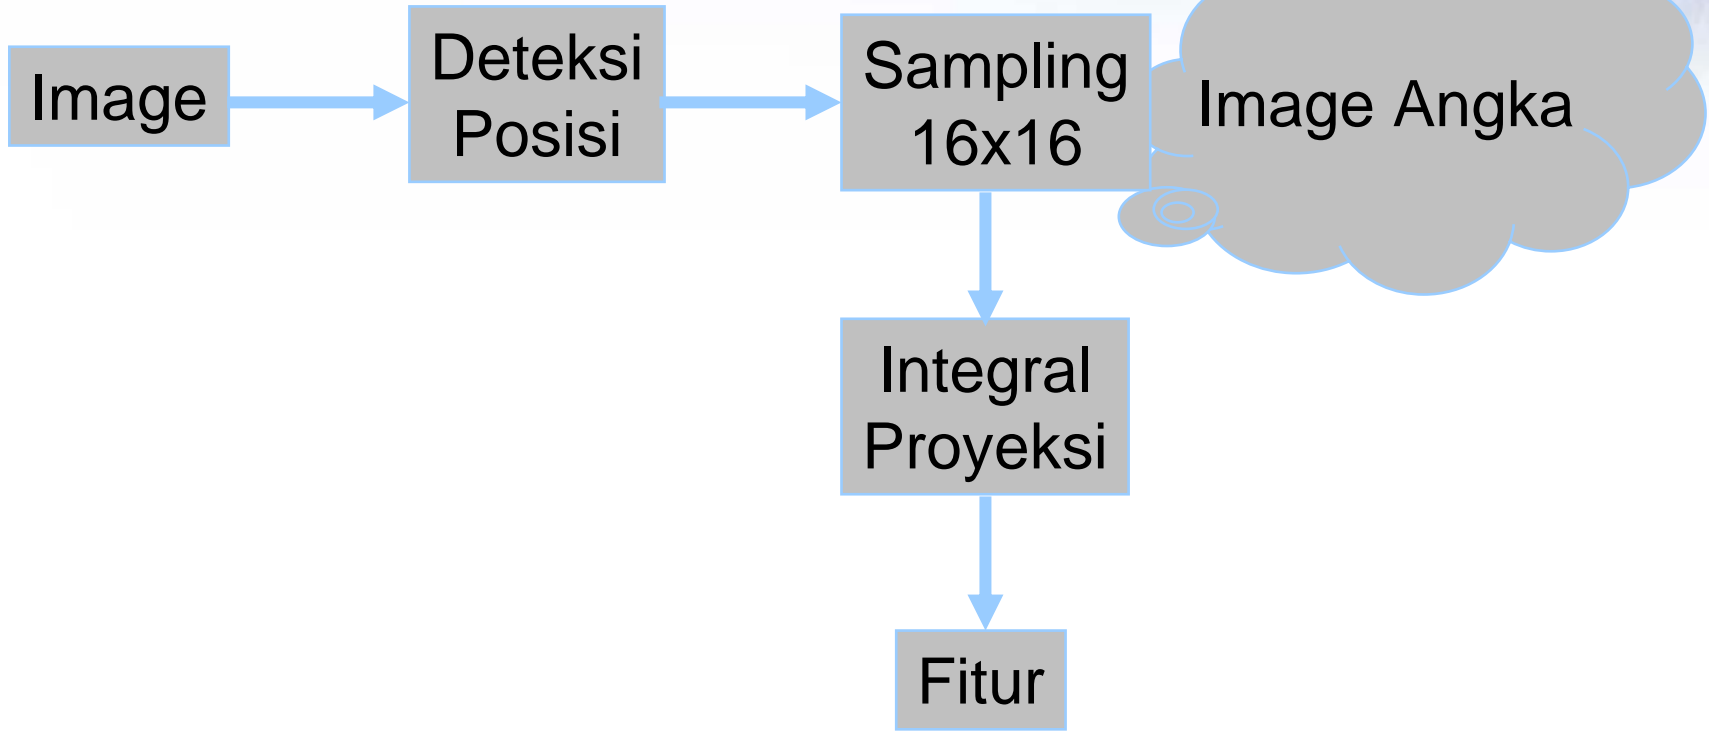 Image
Deteksi
Posisi
Sampling
16x16
Image Angka
Integral
Proyeksi
Fitur